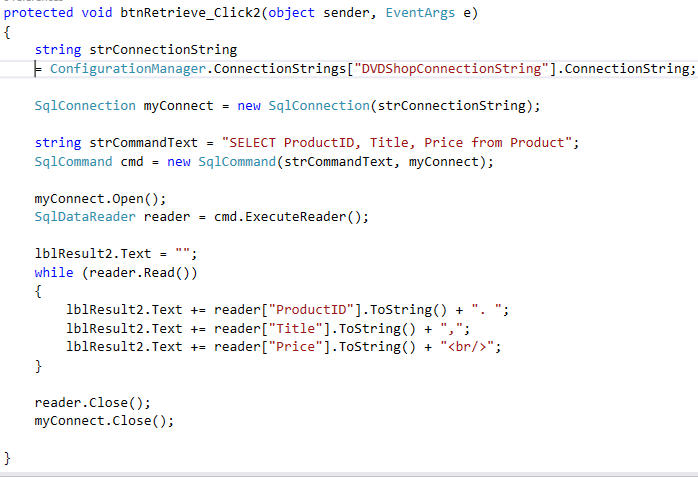 protected void btnRetrieve_Click2(object sender, EventArgs e)
{
    string strConnectionString
    = ConfigurationManager.ConnectionStrings["DVDShopConnectionString"].ConnectionString;

    SqlConnection myConnect = new SqlConnection(strConnectionString);

    string strCommandText = "SELECT ProductID, Title, Price from Product";
    SqlCommand cmd = new SqlCommand(strCommandText, myConnect);

    myConnect.Open();
    SqlDataReader reader = cmd.ExecuteReader();

    lblResult2.Text = "";
    while (reader.Read())
    {
        lblResult2.Text += reader["ProductID"].ToString() + ". ";
        lblResult2.Text += reader["Title"].ToString() + ",";
        lblResult2.Text += reader["Price"].ToString() + "<br/>";
    }

    reader.Close();
    myConnect.Close();

}